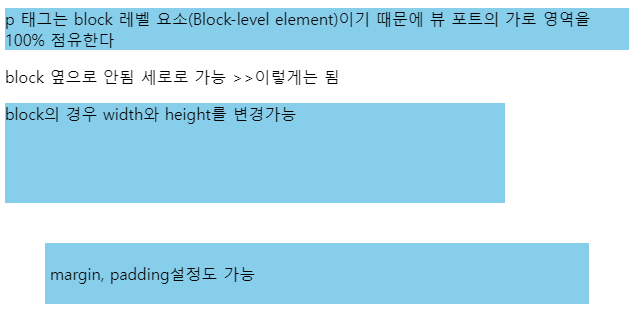 p 태그는 block 레벨 요소(Block-level element)이기 때문에 뷰 포트의 가로 영역을
100% 점유한다
block 옆으로 안됨 세로로 가능 >>이렇게는 됨
block의 경우 width와 height를 변경가능
margin, padding설정도 가능